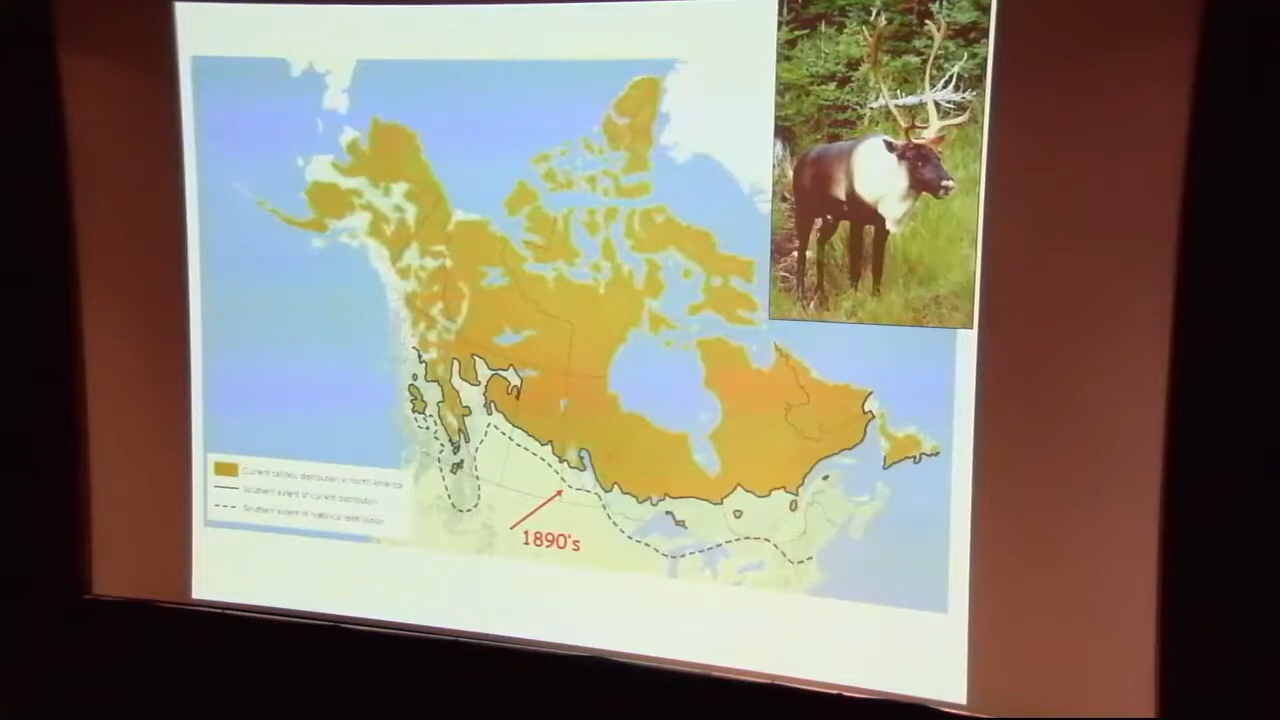 Current caribou distribution in North America
Southern extent of current distribution
Southern extent of historical distribution
1890's